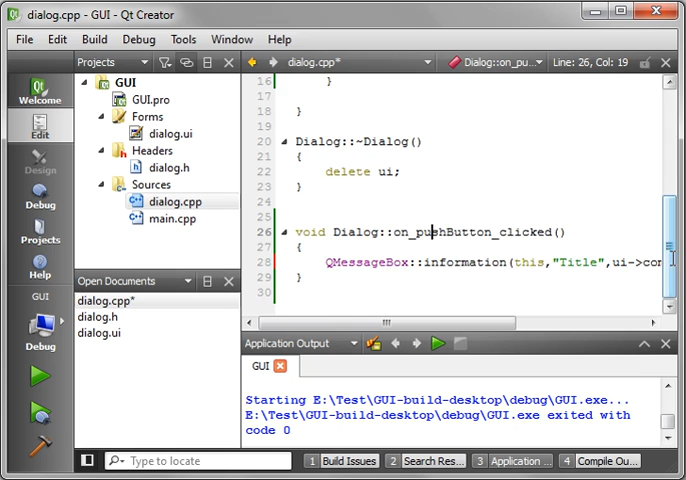 dialog.cpp - GUI - Qt Creator
File Edit Build Debug Tools Window Help
Projects
dialog.cpp*
Dialog::on_pu...
Line: 26, Col: 19
Welcome
Edit
Design
Debug
Projects
Help
GUI
Debug
GUI
GUI.pro
Forms
dialog.ui
Headers
dialog.h
Sources
dialog.cpp
main.cpp
Open Documents
dialog.cpp*
dialog.h
dialog.ui
16 }
17
18 }
19
20 Dialog::~Dialog()
21 {
22 delete ui;
23 }
24
25
26 void Dialog::on_pushButton_clicked()
27 {
28 QMessageBox::information(this,"Title",ui->com
29 }
30
Application Output
GUI
Starting E:\Test\GUI-build-desktop\debug\GUI.exe...
E:\Test\GUI-build-desktop\debug\GUI.exe exited with
code 0
Type to locate
1 Build Issues
2 Search Res...
3 Application ...
4 Compile Ou...